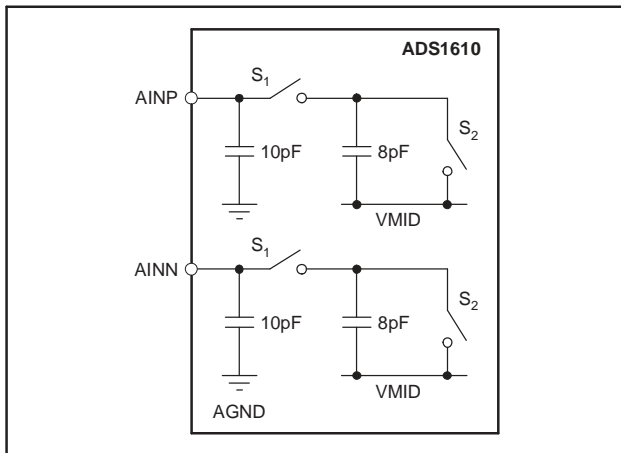 ADS1610
S1
AINP
S2
10pF
8pF
VMID
S1
AINN
S2
10pF
8pF
VMID
AGND